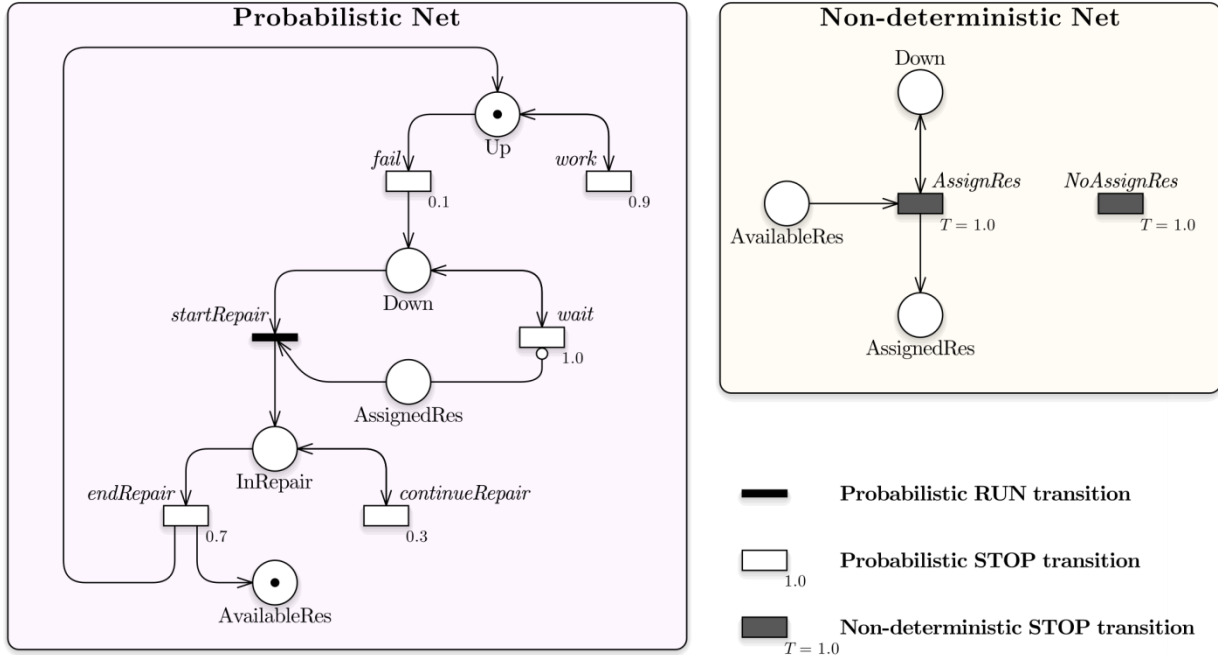 Probabilistic Net
Up
fail
0.1
work
0.9
Down
startRepair
wait
1.0
AssignedRes
InRepair
endRepair
0.7
continueRepair
0.3
AvailableRes
Non-deterministic Net
Down
AssignRes
T = 1.0
NoAssignRes
T = 1.0
AvailableRes
AssignedRes
Probabilistic RUN transition
1.0 Probabilistic STOP transition
T = 1.0 Non-deterministic STOP transition